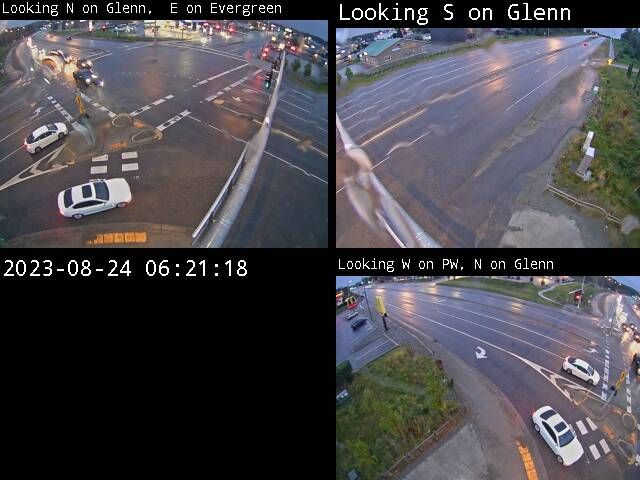 Looking N on Glenn,  E on Evergreen
Looking S on Glenn
2023-08-24 06:21:18
Looking W on PW, N on Glenn